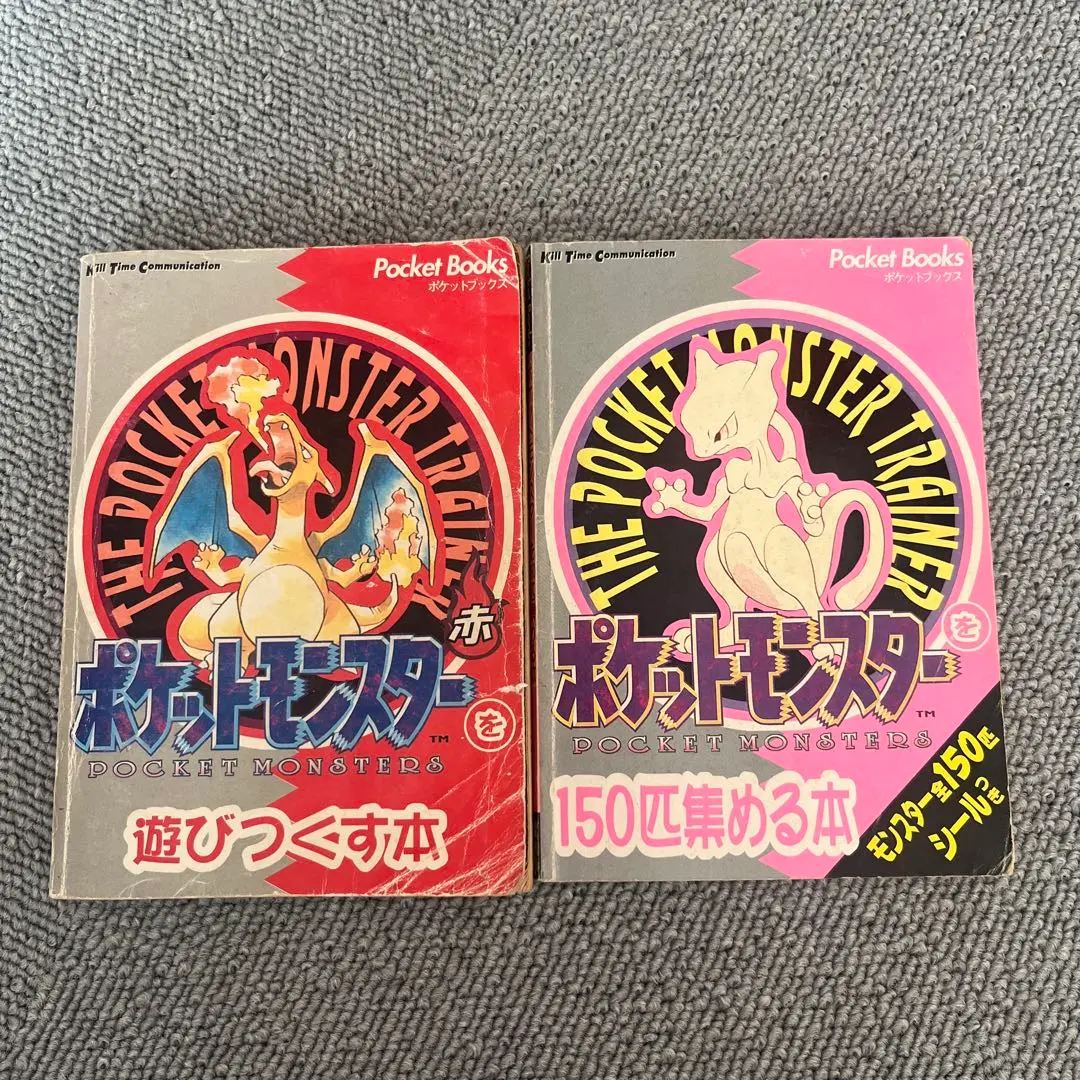 Kill Time Communication
Pocket Books
ポケットブックス
THE POCKET MONSTER TRAINER
赤
ポケットモンスターを
TM
POCKET MONSTERS
遊びつくす本
Kill Time Communication
Pocket Books
ポケットブックス
THE POCKET MONSTER TRAINER
ポケットモンスターを
TM
POCKET MONSTERS
150匹集める本
モンスター全150匹
シールつき